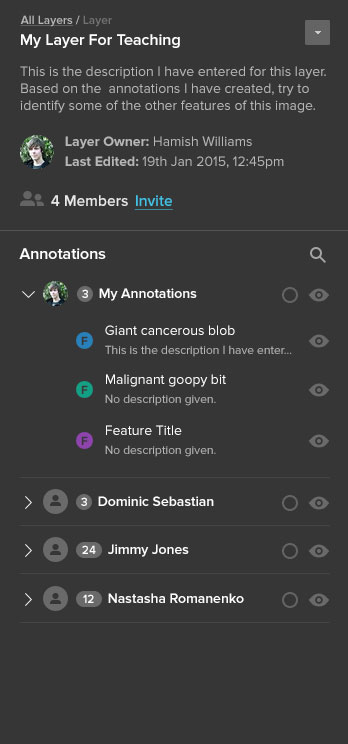 All Layers / Layer
My Layer For Teaching
This is the description I have entered for this layer.
Based on the annotations I have created, try to
identify some of the other features of this image.
Layer Owner: Hamish Williams
Last Edited: 19th Jan 2015, 12:45pm
4 Members Invite
Annotations
3 My Annotations
F Giant cancerous blob
This is the description I have enter...
F Malignant goopy bit
No description given.
F Feature Title
No description given.
3 Dominic Sebastian
24 Jimmy Jones
12 Nastasha Romanenko